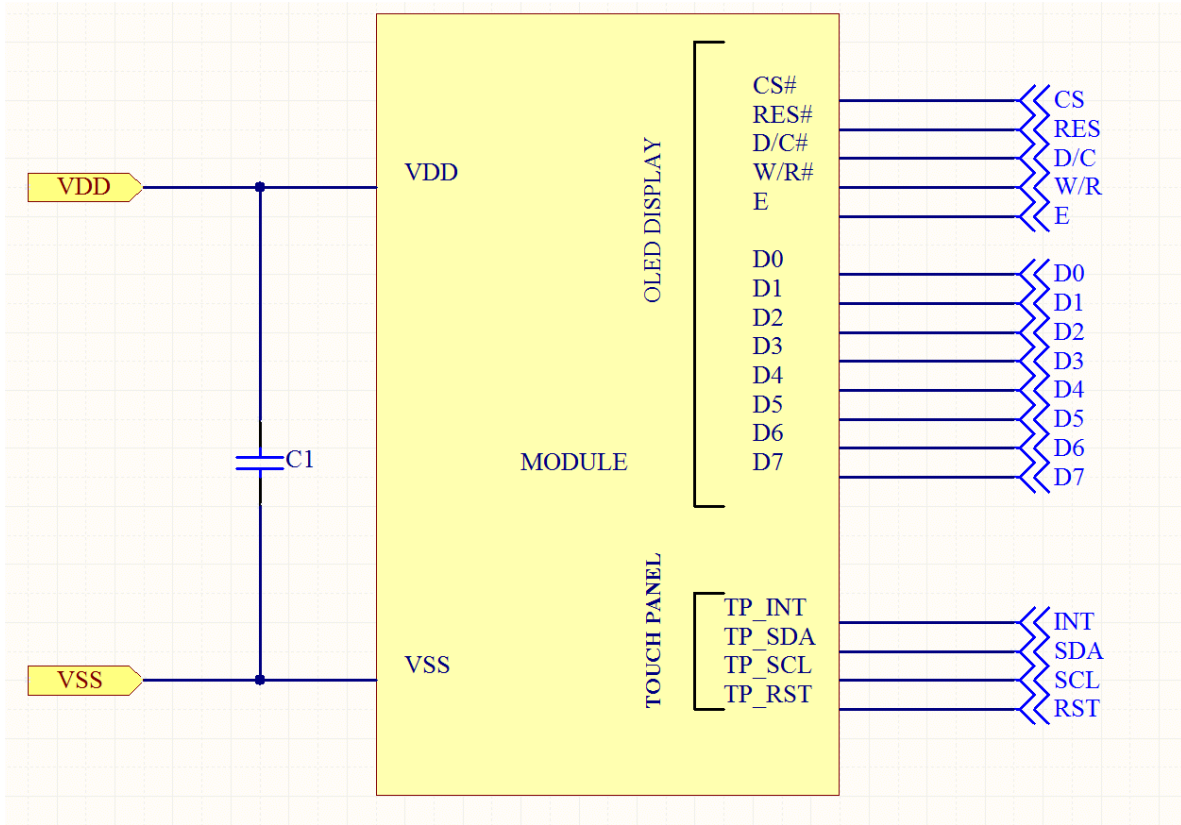 VDD
VSS
C1
VDD
VSS
MODULE
OLED DISPLAY
CS#
RES#
D/C#
W/R#
E
D0
D1
D2
D3
D4
D5
D6
D7
TOUCH PANEL
TP_INT
TP_SDA
TP_SCL
TP_RST
CS
RES
D/C
W/R
E
D0
D1
D2
D3
D4
D5
D6
D7
INT
SDA
SCL
RST